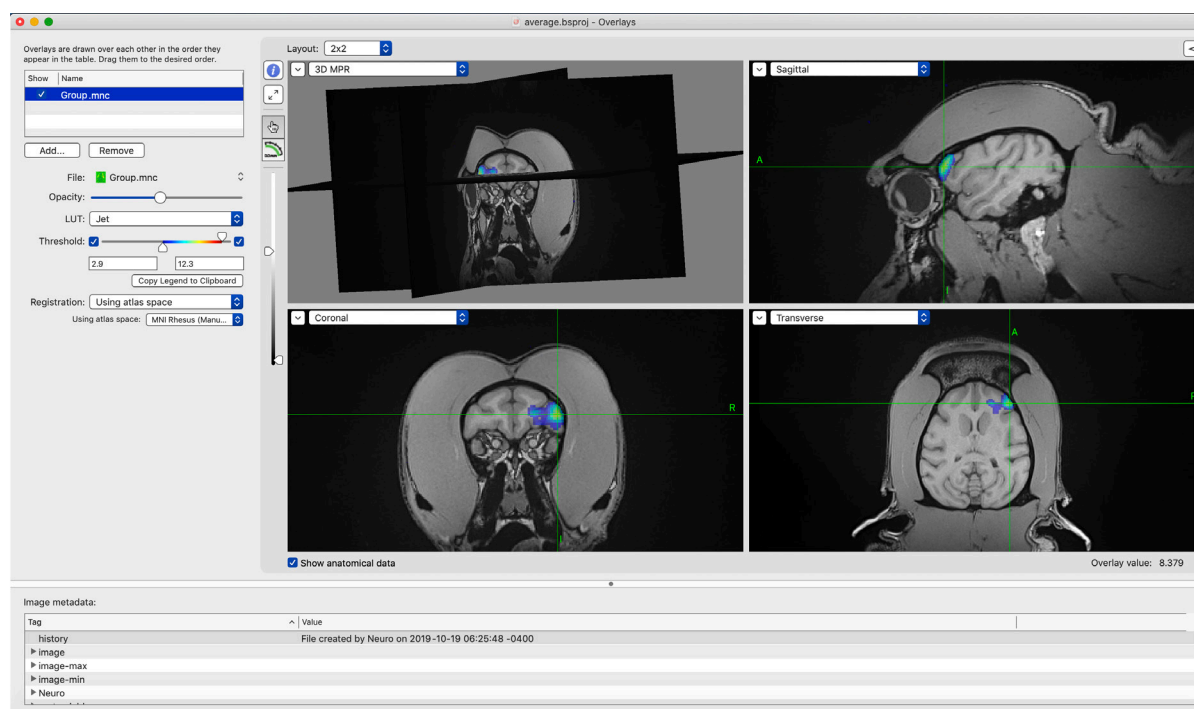 average.bsproj - Overlays
Overlays are drawn over each other in the order they
appear in the table. Drag them to the desired order.
Show Name
Group.mnc
Add... Remove
File: Group.mnc
Opacity:
LUT: Jet
Threshold:
2.9 12.3
Copy Legend to Clipboard
Registration: Using atlas space
Using atlas space: MNI Rhesus (Manu...
Layout: 2x2
3D MPR
Sagittal
A
I
Coronal
R
I
Transverse
A
Show anatomical data
Overlay value: 8.379
Image metadata:
Tag Value
history File created by Neuro on 2019-10-19 06:25:48 -0400
image
image-max
image-min
Neuro